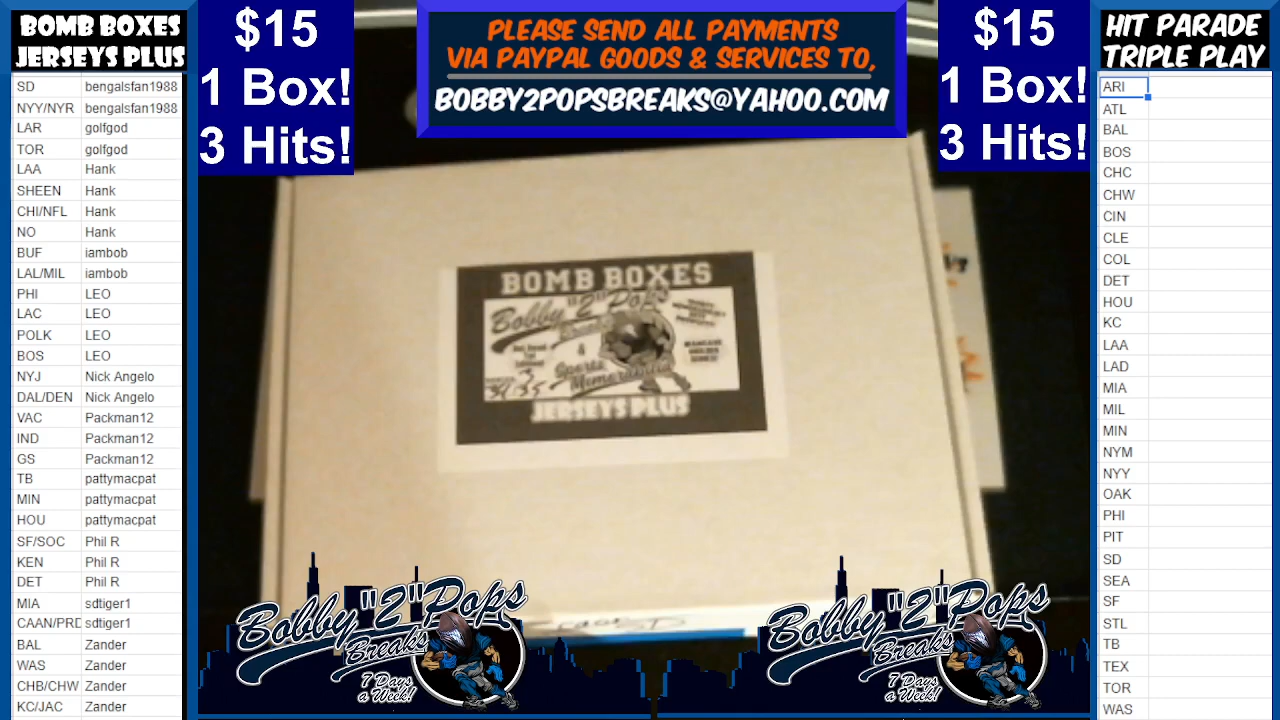 BOMB BOXES
JERSEYS PLUS
SD bengalsfan1988
NYY/NYR bengalsfan1988
LAR golfgod
TOR golfgod
LAA Hank
SHEEN Hank
CHI/NFL Hank
NO Hank
BUF iambob
LAL/MIL iambob
PHI LEO
LAC LEO
POLK LEO
BOS LEO
NYJ Nick Angelo
DAL/DEN Nick Angelo
VAC Packman12
IND Packman12
GS Packman12
TB pattymacpat
MIN pattymacpat
HOU pattymacpat
SF/SOC Phil R
KEN Phil R
DET Phil R
MIA sdtiger1
CAAN/PRD sdtiger1
BAL Zander
WAS Zander
CHB/CHW Zander
KC/JAC Zander
$15
1 Box!
3 Hits!
PLEASE SEND ALL PAYMENTS
VIA PAYPAL GOODS & SERVICES TO,
BOBBY2POPSBREAKS@YAHOO.COM
BOMB BOXES
Bobby "2" Pops
Breaks
&
Sports
Memorabilia
JERSEYS PLUS
Bobby "2" Pops
Breaks
7 Days
a Week!
Bobby "2" Pops
Breaks
7 Days
a Week!
$15
1 Box!
3 Hits!
HIT PARADE
TRIPLE PLAY
ARI
ATL
BAL
BOS
CHC
CHW
CIN
CLE
COL
DET
HOU
KC
LAA
LAD
MIA
MIL
MIN
NYM
NYY
OAK
PHI
PIT
SD
SEA
SF
STL
TB
TEX
TOR
WAS